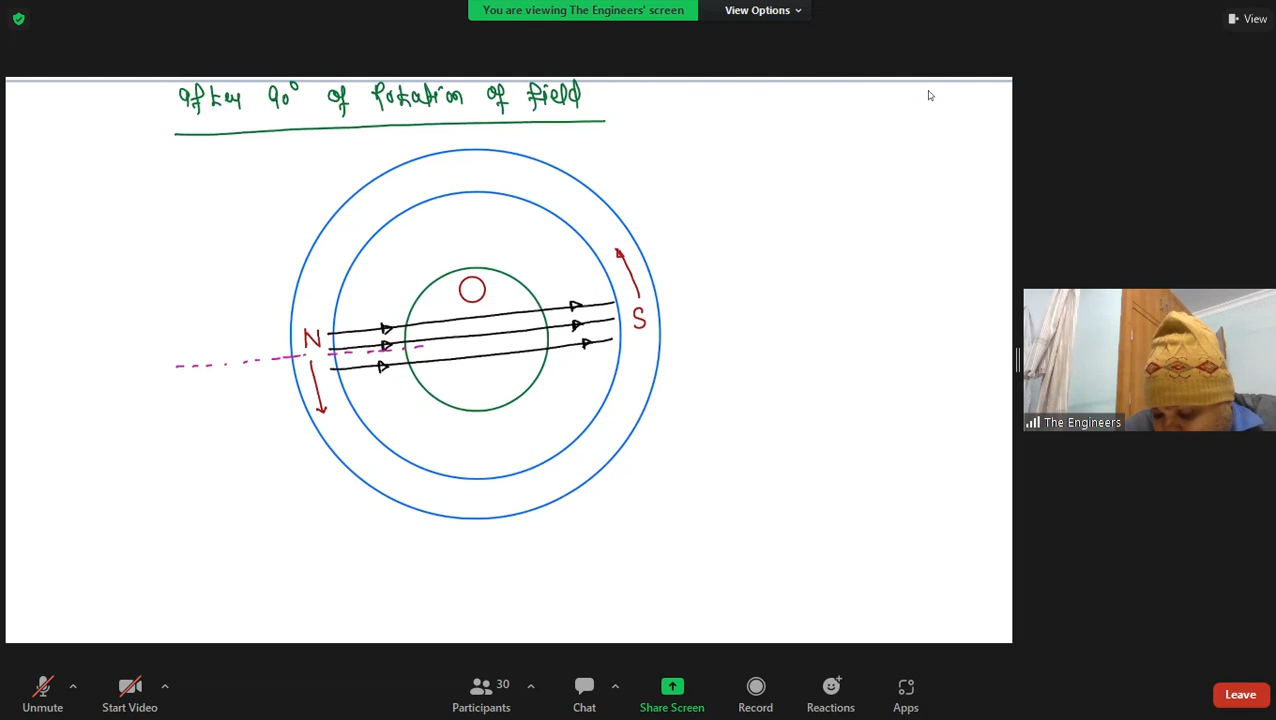 You are viewing The Engineers' screen
View Options
View
After 90° of Rotation of field
N
S
The Engineers
30
Unmute
Start Video
Participants
Chat
Share Screen
Record
Reactions
Apps
Leave